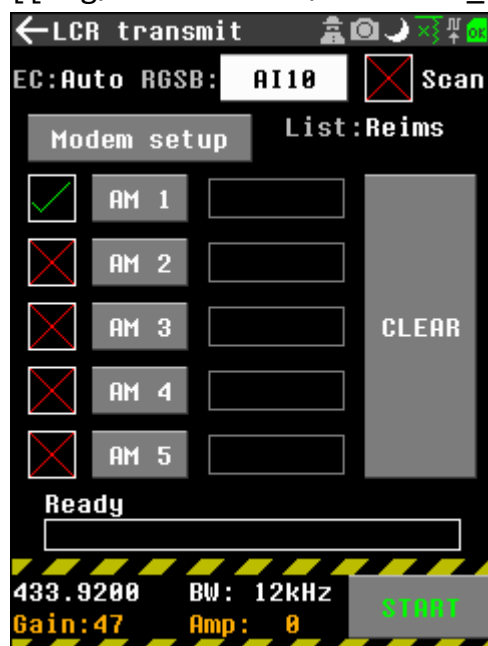 LCR transmit OK
EC:Auto RGSB: AI10 Scan
Modem setup List:Reims
AM 1
AM 2
AM 3 CLEAR
AM 4
AM 5
Ready
433.9200 BW: 12kHz START
Gain:47 Amp: 0